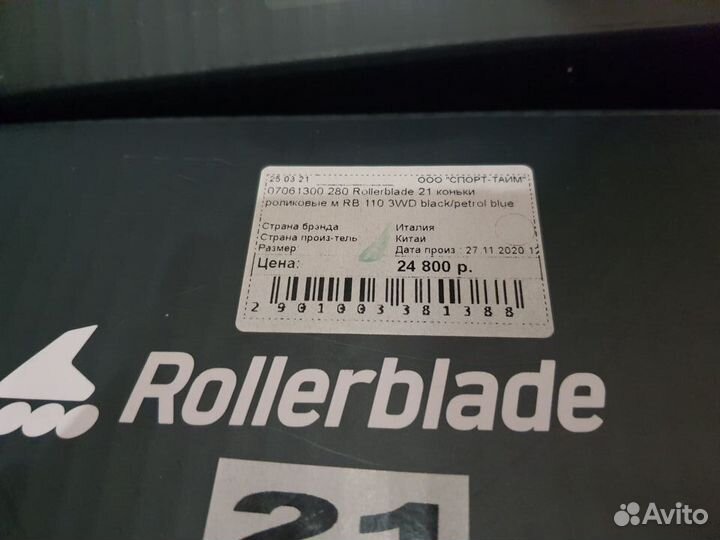 25 03 21 ООО "СПОРТ-ТАЙМ"
07061300 280 Rollerblade 21 коньки
роликовые м RB 110 3WD black/petrol blue
Страна брэнда Италия
Страна произ-тель Китай
Размер Дата произ : 27 11 2020
Цена: 24 800 р.
2901003381388
Rollerblade
21
Avito